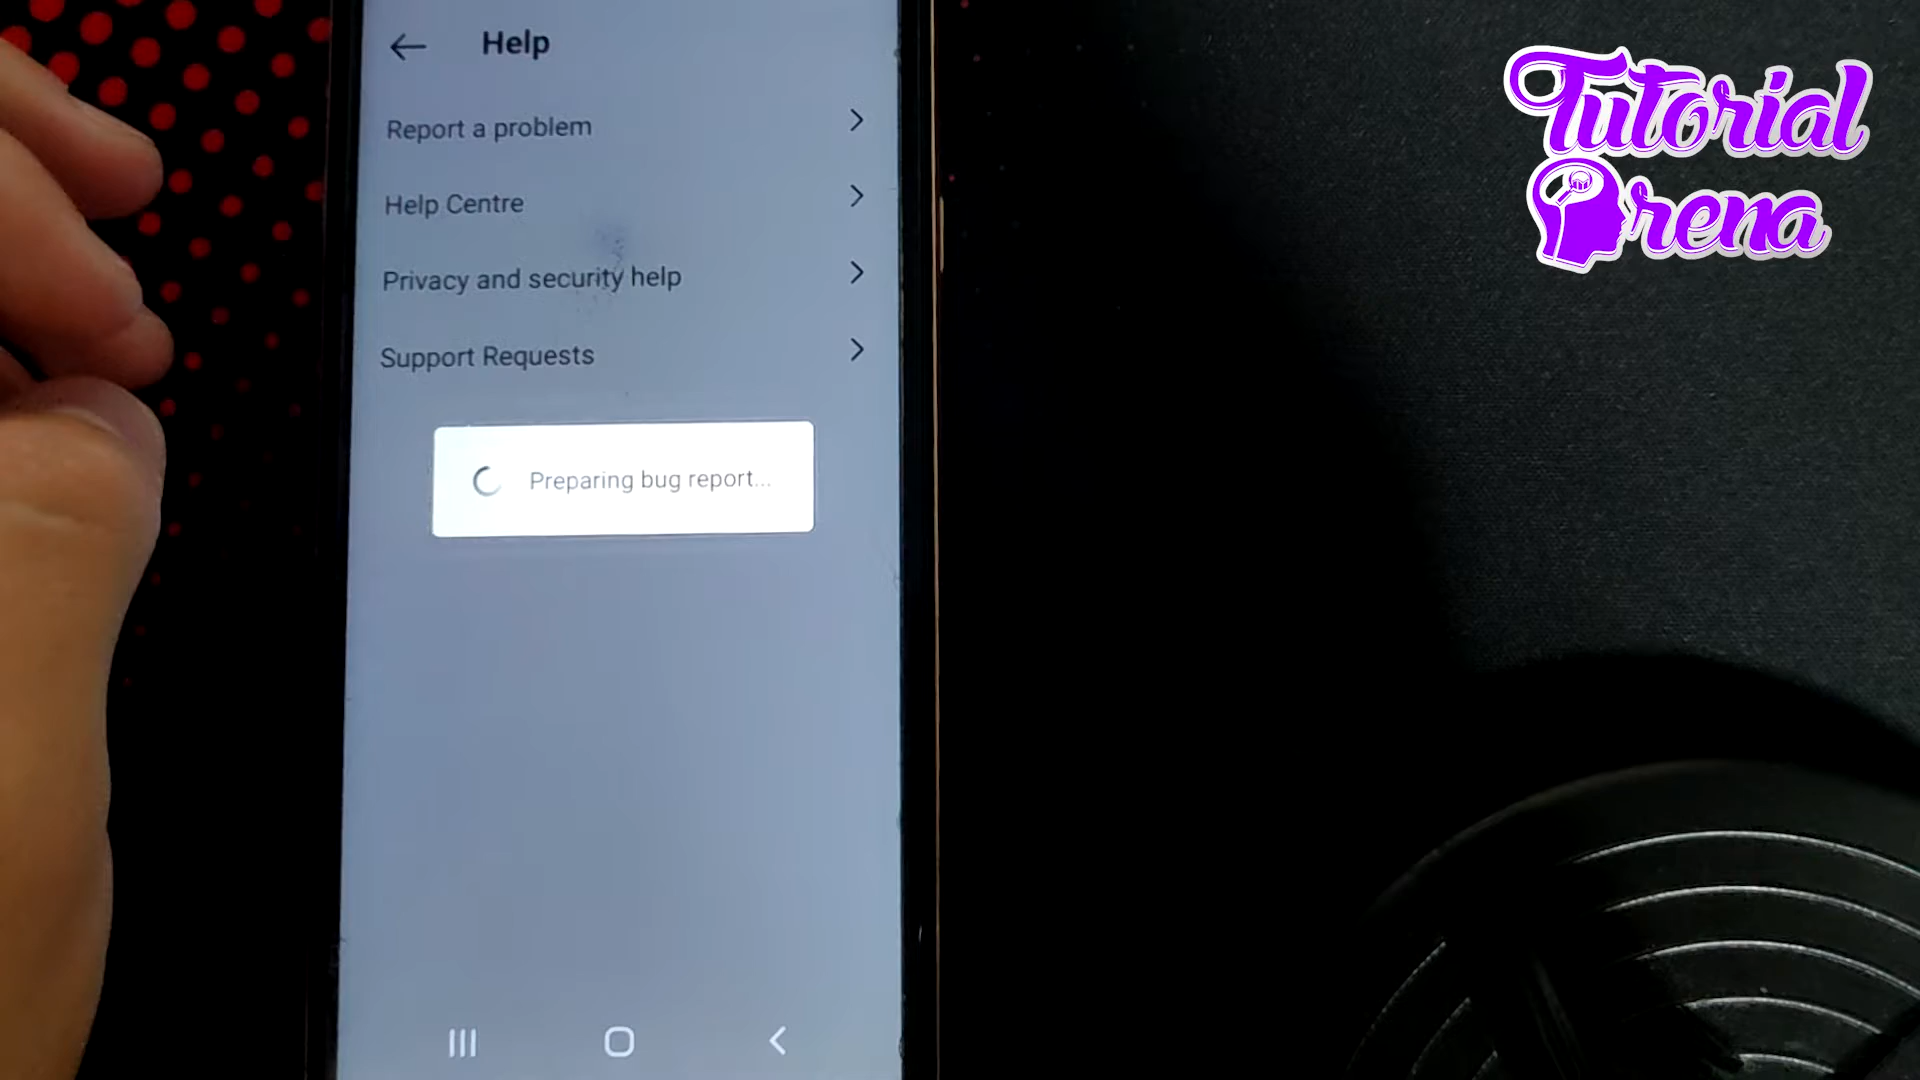 Help
Report a problem
Help Centre
Privacy and security help
Support Requests
Preparing bug report...
Tutorial
Arena